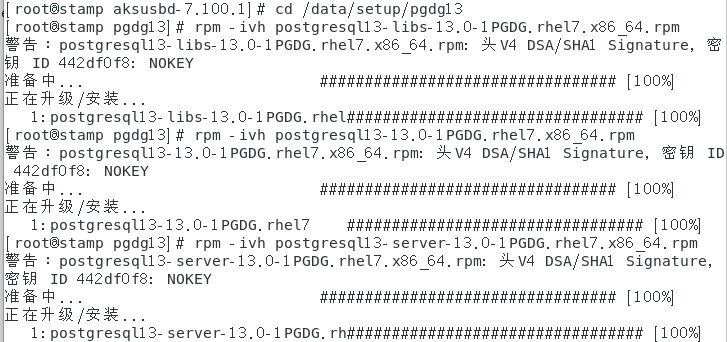 [root@stamp aksusbd-7.100.1]# cd /data/setup/pgdg13
[root@stamp pgdg13]# rpm -ivh postgresql13-libs-13.0-1PGDG.rhel7.x86_64.rpm
警告：postgresql13-libs-13.0-1PGDG.rhel7.x86_64.rpm: 头V4 DSA/SHA1 Signature, 密
钥 ID 442df0f8: NOKEY
准备中... ################################# [100%]
正在升级/安装...
1:postgresql13-libs-13.0-1PGDG.rhel################################# [100%]
[root@stamp pgdg13]# rpm -ivh postgresql13-13.0-1PGDG.rhel7.x86_64.rpm
警告：postgresql13-13.0-1PGDG.rhel7.x86_64.rpm: 头V4 DSA/SHA1 Signature, 密钥 ID
442df0f8: NOKEY
准备中... ################################# [100%]
正在升级/安装...
1:postgresql13-13.0-1PGDG.rhel7 ################################# [100%]
[root@stamp pgdg13]# rpm -ivh postgresql13-server-13.0-1PGDG.rhel7.x86_64.rpm
警告：postgresql13-server-13.0-1PGDG.rhel7.x86_64.rpm: 头V4 DSA/SHA1 Signature,
密钥 ID 442df0f8: NOKEY
准备中... ################################# [100%]
正在升级/安装...
1:postgresql13-server-13.0-1PGDG.rh################################# [100%]